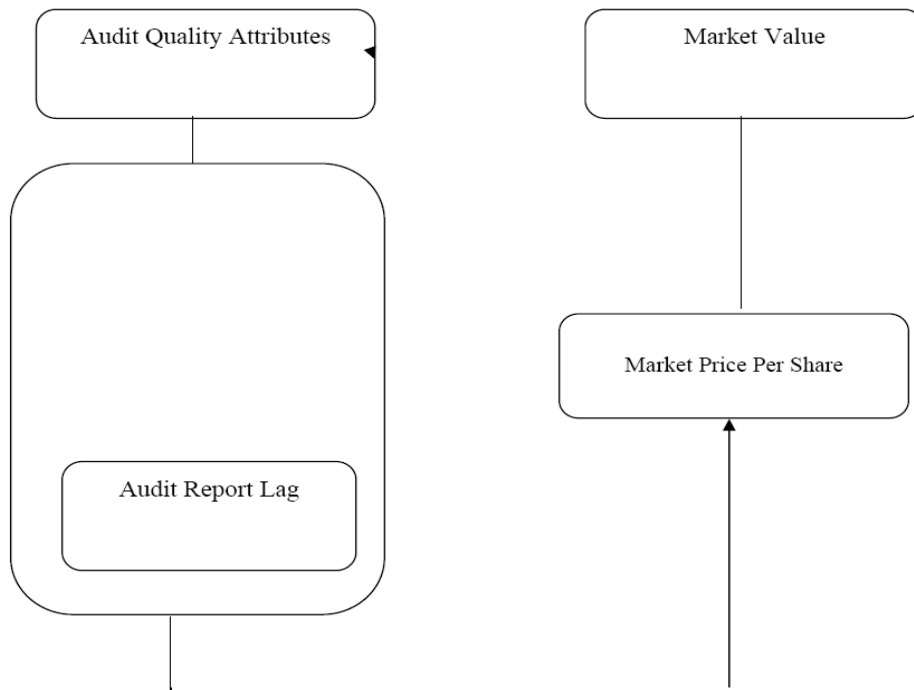 Audit Quality Attributes
Market Value
Market Price Per Share
Audit Report Lag